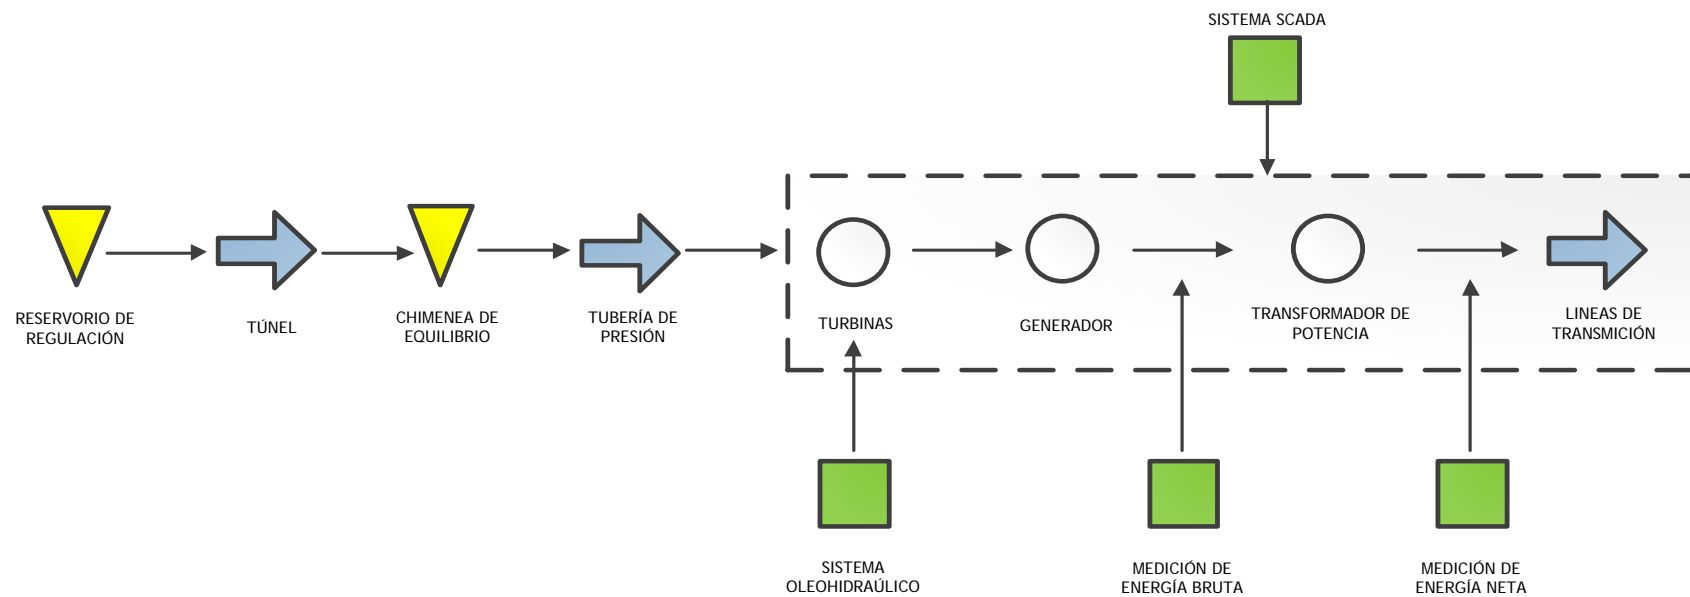 SISTEMA SCADA
RESERVORIO DE
REGULACIÓN
TÚNEL
CHIMENEA DE
EQUILIBRIO
TUBERÍA DE
PRESIÓN
TURBINAS
GENERADOR
TRANSFORMADOR DE
POTENCIA
LINEAS DE
TRANSMICIÓN
SISTEMA
OLEOHIDRAÚLICO
MEDICIÓN DE
ENERGÍA BRUTA
MEDICIÓN DE
ENERGÍA NETA